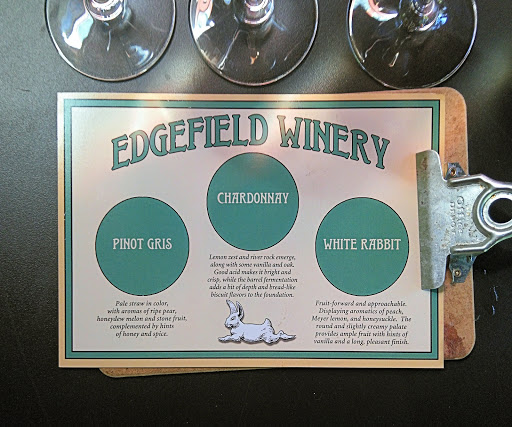 EDGEFIELD WINERY
CHARDONNAY
Lemon zest and river rock emerge,
along with some vanilla and oak.
Good acid makes it bright and
crisp, while the barrel fermentation
adds a bit of depth and bread-like
biscuit flavors to the foundation.
PINOT GRIS
Pale straw in color,
with aromas of ripe pear,
honeydew melon and stone fruit,
complemented by hints
of honey and spice.
WHITE RABBIT
Fruit-forward and approachable.
Displaying aromatics of peach,
Meyer lemon, and honeysuckle. The
round and slightly creamy palate
provides ample fruit with hints of
vanilla and a long, pleasant finish.